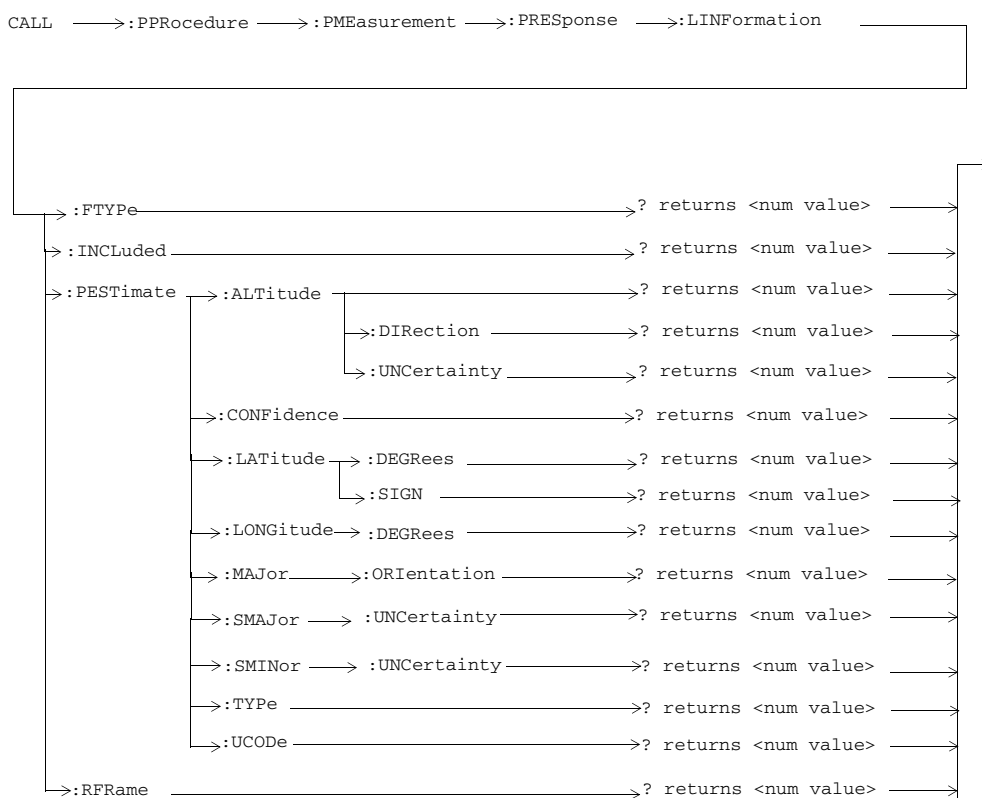 CALL :PPRocedure :PMEasurement :PRESponse :LINFormation
:FTYPe ? returns <num value>
:INCLuded ? returns <num value>
:PESTimate :ALTitude ? returns <num value>
:DIRection ? returns <num value>
:UNCertainty ? returns <num value>
:CONFidence ? returns <num value>
:LATitude :DEGRees ? returns <num value>
:SIGN ? returns <num value>
:LONGitude :DEGRees ? returns <num value>
:MAJor :ORIentation ? returns <num value>
:SMAJor :UNCertainty ? returns <num value>
:SMINor :UNCertainty ? returns <num value>
:TYPe ? returns <num value>
:UCODe ? returns <num value>
:RFRame ? returns <num value>